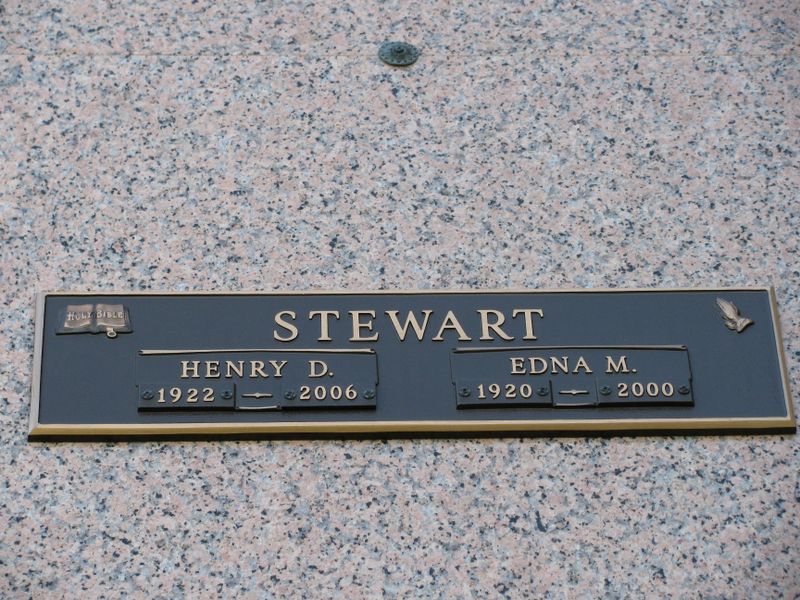 HOLY BIBLE
STEWART
HENRY D.
1922 2006
EDNA M.
1920 2000